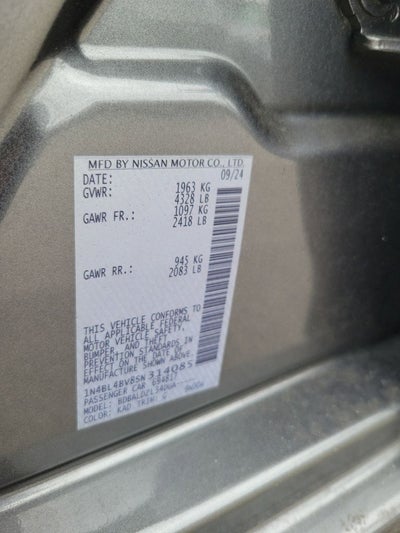 MFD BY NISSAN MOTOR CO., LTD.
DATE: 09/24
GVWR: 1963 KG
4328 LB
GAWR FR.: 1097 KG
2418 LB
GAWR RR.: 945 KG
2083 LB
THIS VEHICLE CONFORMS TO
ALL APPLICABLE FEDERAL
MOTOR VEHICLE SAFETY,
BUMPER, AND THEFT
PREVENTION STANDARDS IN
EFFECT ON THE DATE OF
MANUFACTURE SHOWN ABOVE.
1N4BL4BV8SN314085
PASSENGER CAR
MODEL:
COLOR: KAD TRIM: G